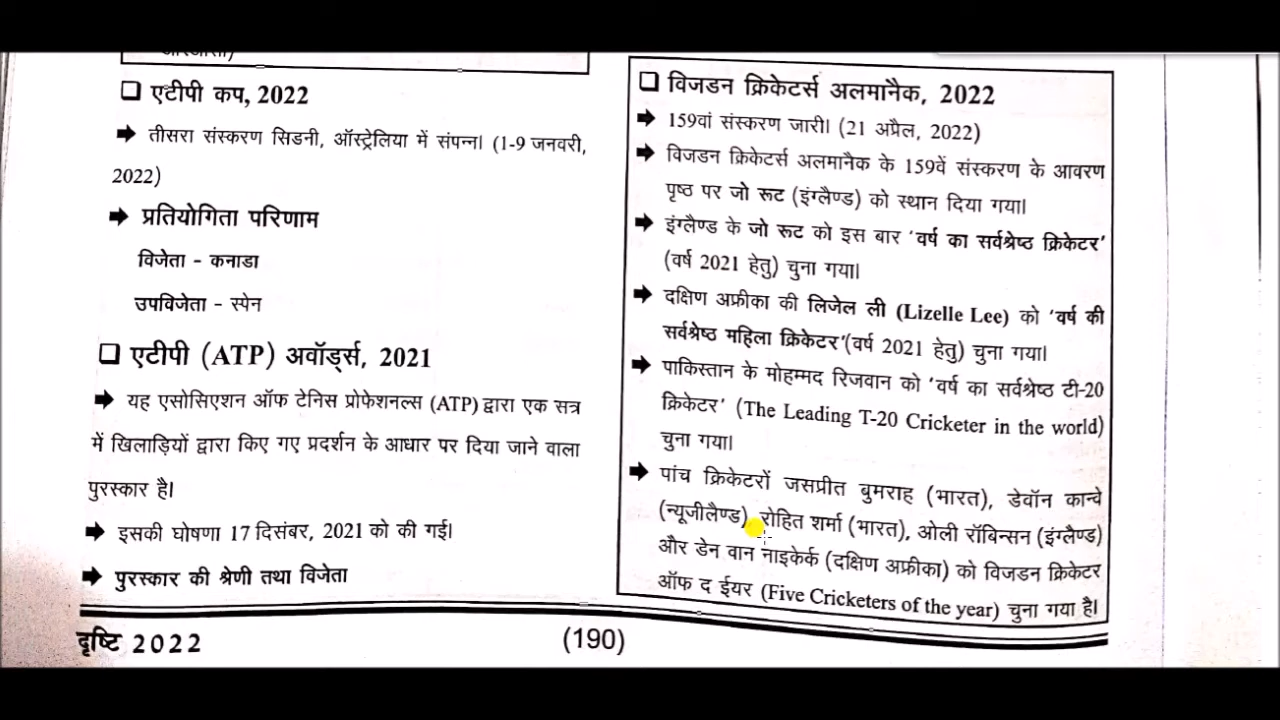 ❑ एटीपी कप, 2022
➡ तीसरा संस्करण सिडनी, ऑस्ट्रेलिया में संपन्न। (1-9 जनवरी,
2022)
➡ प्रतियोगिता परिणाम
विजेता - कनाडा
उपविजेता - स्पेन
❑ एटीपी (ATP) अवॉर्ड्स, 2021
➡ यह एसोसिएशन ऑफ टेनिस प्रोफेशनल्स (ATP) द्वारा एक सत्र
में खिलाड़ियों द्वारा किए गए प्रदर्शन के आधार पर दिया जाने वाला
पुरस्कार है।
➡ इसकी घोषणा 17 दिसंबर, 2021 को की गई।
➡ पुरस्कार की श्रेणी तथा विजेता
❑ विजडन क्रिकेटर्स अलमानैक, 2022
➡ 159वां संस्करण जारी। (21 अप्रैल, 2022)
➡ विजडन क्रिकेटर्स अलमानैक के 159वें संस्करण के आवरण
पृष्ठ पर जो रूट (इंग्लैण्ड) को स्थान दिया गया।
➡ इंग्लैण्ड के जो रूट को इस बार 'वर्ष का सर्वश्रेष्ठ क्रिकेटर'
(वर्ष 2021 हेतु) चुना गया।
➡ दक्षिण अफ्रीका की लिजेल ली (Lizelle Lee) को 'वर्ष की
सर्वश्रेष्ठ महिला क्रिकेटर'(वर्ष 2021 हेतु) चुना गया।
➡ पाकिस्तान के मोहम्मद रिजवान को 'वर्ष का सर्वश्रेष्ठ टी-20
क्रिकेटर' (The Leading T-20 Cricketer in the world)
चुना गया।
➡ पांच क्रिकेटरों जसप्रीत बुमराह (भारत), डेवॉन कान्वे
(न्यूजीलैण्ड), रोहित शर्मा (भारत), ओली रॉबिन्सन (इंग्लैण्ड)
और डेन वान नाइकेर्क (दक्षिण अफ्रीका) को विजडन क्रिकेटर
ऑफ द ईयर (Five Cricketers of the year) चुना गया है।
दृष्टि 2022
(190)